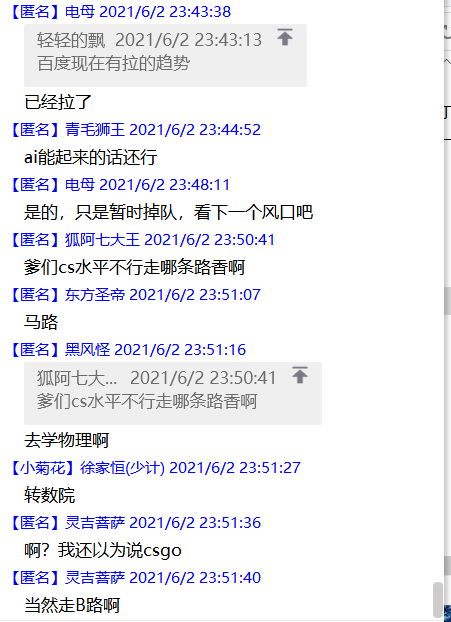 【匿名】电母 2021/6/2 23:43:38
轻轻的飘 2021/6/2 23:43:13
百度现在有拉的趋势
已经拉了
【匿名】青毛狮王 2021/6/2 23:44:52
ai能起来的话还行
【匿名】电母 2021/6/2 23:48:11
是的，只是暂时掉队，看下一个风口吧
【匿名】狐阿七大王 2021/6/2 23:50:41
爹们cs水平不行走哪条路香啊
【匿名】东方圣帝 2021/6/2 23:51:07
马路
【匿名】黑风怪 2021/6/2 23:51:16
狐阿七大... 2021/6/2 23:50:41
爹们cs水平不行走哪条路香啊
去学物理啊
【小菊花】徐家恒(少计) 2021/6/2 23:51:27
转数院
【匿名】灵吉菩萨 2021/6/2 23:51:36
啊？我还以为说csgo
【匿名】灵吉菩萨 2021/6/2 23:51:40
当然走B路啊